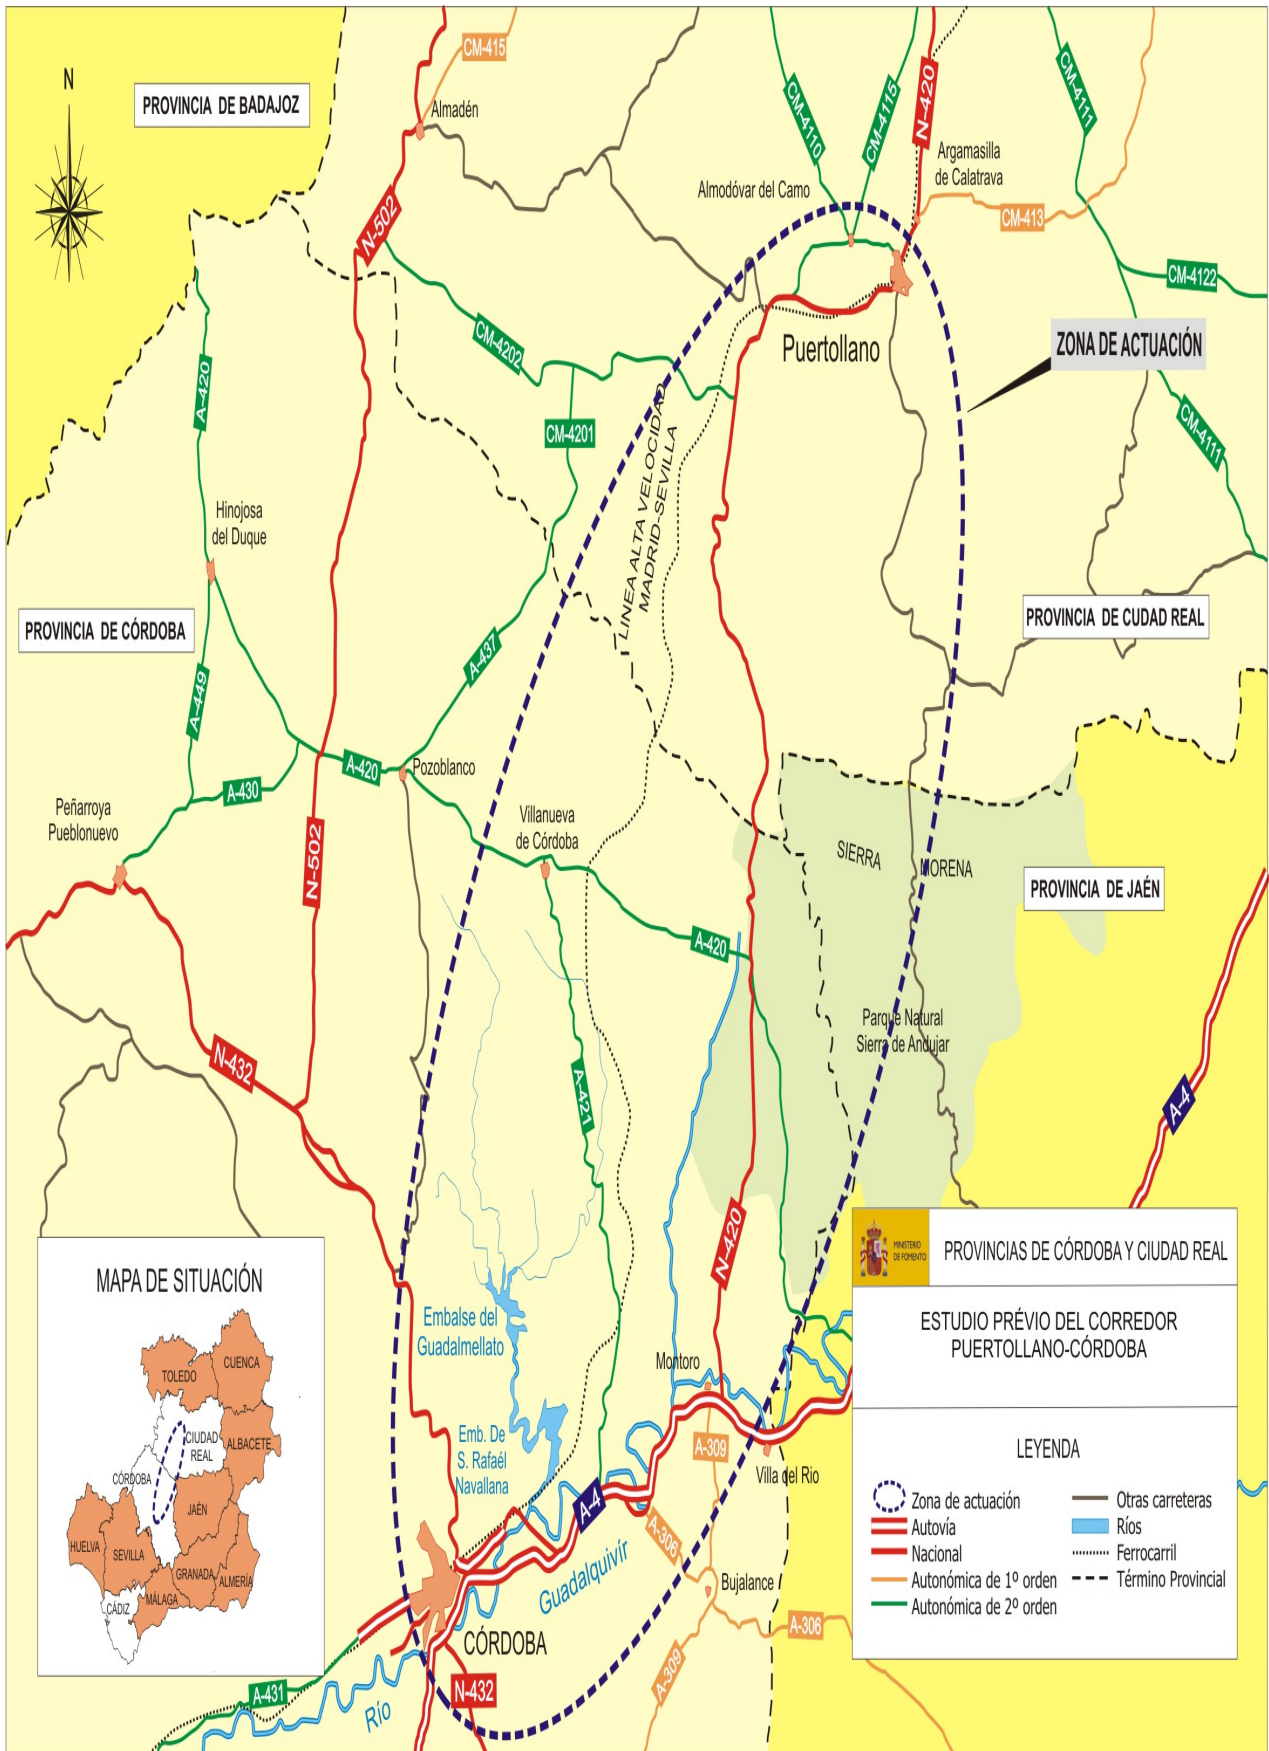 N
PROVINCIA DE BADAJOZ
CM-415
Almadén
N-502
CM-4110
CM-4115
N-420
CM-4111
Argamasilla
de Calatrava
Almodóvar del Camo
CM-413
CM-4122
ZONA DE ACTUACIÓN
Puertollano
CM-4202
A-420
CM-4201
CM-4111
LINEA ALTA VELOCIDAD
MADRID-SEVILLA
Hinojosa
del Duque
PROVINCIA DE CÓRDOBA
PROVINCIA DE CUDAD REAL
A-437
A-449
A-420
Pozoblanco
A-430
Peñarroya
Pueblonuevo
Villanueva
de Córdoba
N-502
SIERRA
MORENA
PROVINCIA DE JAÉN
A-420
Parque Natural
Sierra de Andujar
N-432
A-421
A-4
N-420
MAPA DE SITUACIÓN
TOLEDO
CUENCA
CIUDAD
REAL
ALBACETE
CÓRDOBA
JAÉN
HUELVA
SEVILLA
GRANADA
ALMERÍA
MÁLAGA
CÁDIZ
Embalse del
Guadalmellato
Montoro
Emb. De
S. Rafaél
Navallana
A-309
Villa del Rio
A-4
A-306
Guadalquivír
Bujalance
CÓRDOBA
A-306
A-309
N-432
A-431
Río
MINISTERIO
DE FOMENTO
PROVINCIAS DE CÓRDOBA Y CIUDAD REAL
ESTUDIO PRÉVIO DEL CORREDOR
PUERTOLLANO-CÓRDOBA
LEYENDA
Zona de actuación
Autovía
Nacional
Autonómica de 1º orden
Autonómica de 2º orden
Otras carreteras
Ríos
Ferrocarril
Término Provincial